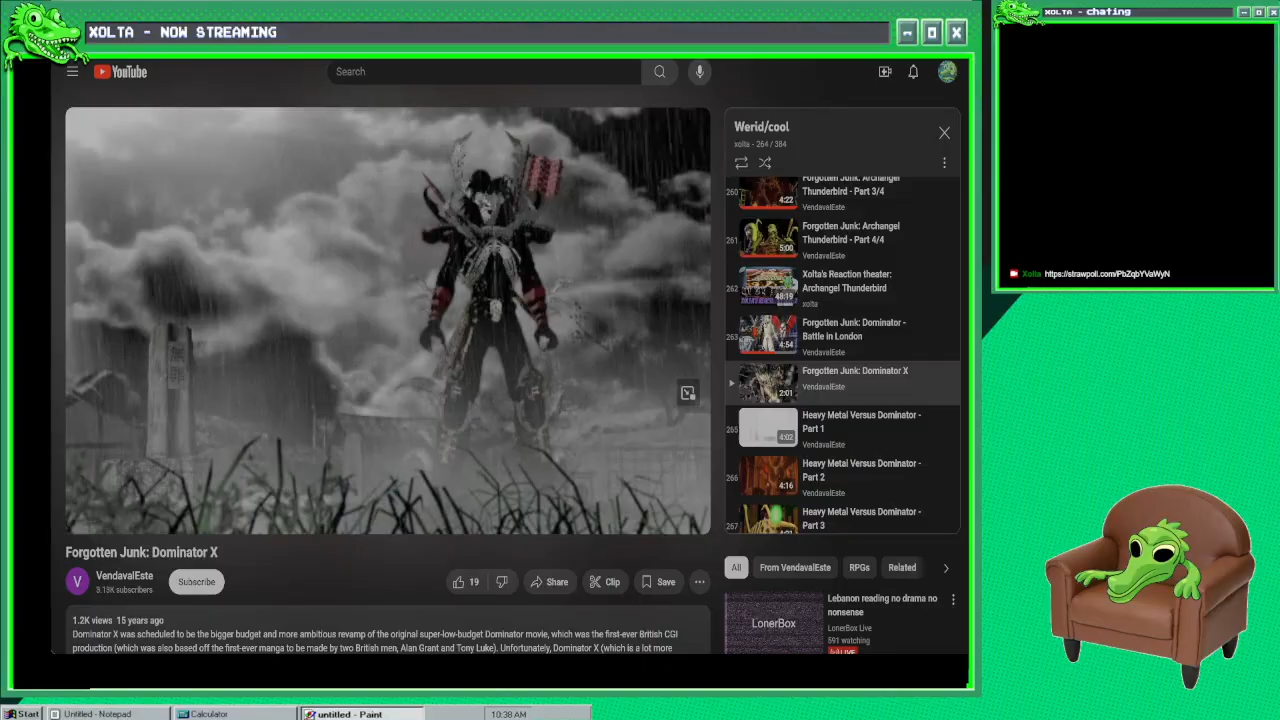 XOLTA - NOW STREAMING
XOLTA - chating
YouTube
Search
Werid/cool
xolta - 264 / 384
260
4:22
Forgotten Junk: Archangel
Thunderbird - Part 3/4
VendavalEste
261
5:00
Forgotten Junk: Archangel
Thunderbird - Part 4/4
VendavalEste
262
48:19
Xolta's Reaction theater:
Archangel Thunderbird
xolta
263
4:54
Forgotten Junk: Dominator -
Battle in London
VendavalEste
2:01
Forgotten Junk: Dominator X
VendavalEste
265
4:02
Heavy Metal Versus Dominator -
Part 1
VendavalEste
266
4:16
Heavy Metal Versus Dominator -
Part 2
VendavalEste
267
Heavy Metal Versus Dominator -
Part 3
Xolta https://strawpoll.com/PbZqbYVaWyN
Forgotten Junk: Dominator X
V
VendavalEste
3.13K subscribers
Subscribe
19
Share
Clip
Save
All
From VendavalEste
RPGs
Related
1.2K views 15 years ago
Dominator X was scheduled to be the bigger budget and more ambitious revamp of the original super-low-budget Dominator movie, which was the first-ever British CGI
production (which was also based off the first-ever manga to be made by two British men, Alan Grant and Tony Luke). Unfortunately, Dominator X (which is a lot more
LonerBox
Lebanon reading no drama no
nonsense
LonerBox Live
591 watching
LIVE
Start
Untitled - Notepad
Calculator
untitled - Paint
10:38 AM